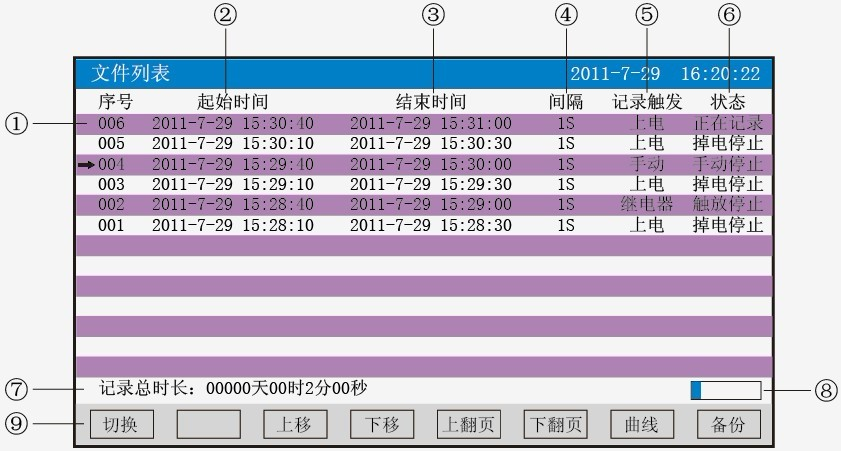 ② ③ ④ ⑤ ⑥
文件列表 2011-7-29 16:20:22
序号 起始时间 结束时间 间隔 记录触发 状态
① 006 2011-7-29 15:30:40 2011-7-29 15:31:00 1S 上电 正在记录
005 2011-7-29 15:30:10 2011-7-29 15:30:30 1S 上电 掉电停止
004 2011-7-29 15:29:40 2011-7-29 15:30:00 1S 手动 手动停止
003 2011-7-29 15:29:10 2011-7-29 15:29:30 1S 上电 掉电停止
002 2011-7-29 15:28:40 2011-7-29 15:29:00 1S 继电器 触放停止
001 2011-7-29 15:28:10 2011-7-29 15:28:30 1S 上电 掉电停止
⑦ 记录总时长: 00000天00时2分00秒 ⑧
⑨ 切换 上移 下移 上翻页 下翻页 曲线 备份